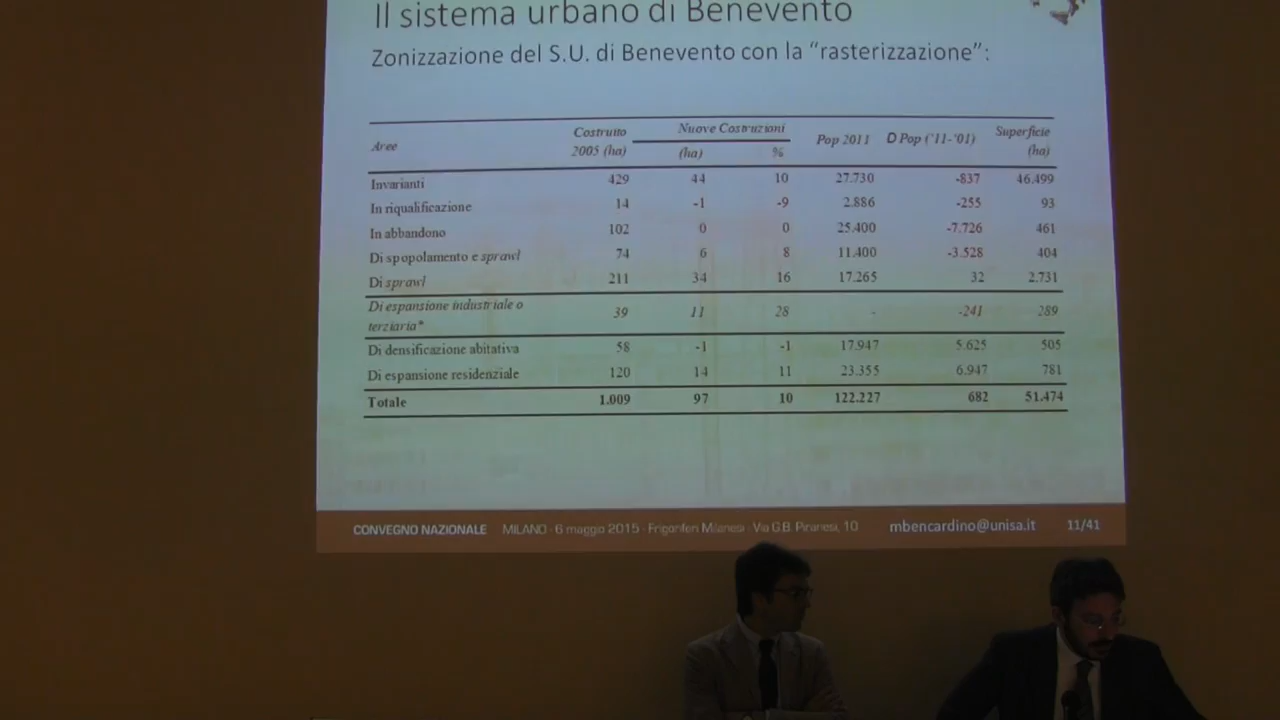 Il sistema urbano di Benevento
Zonizzazione del S.U. di Benevento con la “rasterizzazione”:
Aree Costruito 2005 (ha) Nuove Costruzioni (ha) % Pop 2011 D Pop ('11-'01) Superficie (ha)
Invarianti 429 44 10 27.730 -837 46.499
In riqualificazione 14 -1 -9 2.886 -255 93
In abbandono 102 0 0 25.400 -7.726 461
Di spopolamento e sprawl 74 6 8 11.400 -3.528 404
Di sprawl 211 34 16 17.265 32 2.731
Di espansione industriale o terziaria* 39 11 28 - -241 289
Di densificazione abitativa 58 -1 -1 17.947 5.625 505
Di espansione residenziale 120 14 11 23.355 6.947 781
Totale 1.009 97 10 122.227 682 51.474
CONVEGNO NAZIONALE MILANO - 6 maggio 2015 - Frigoriferi Milanesi - Via G.B. Piranesi, 10 mbencardino@unisa.it 11/41